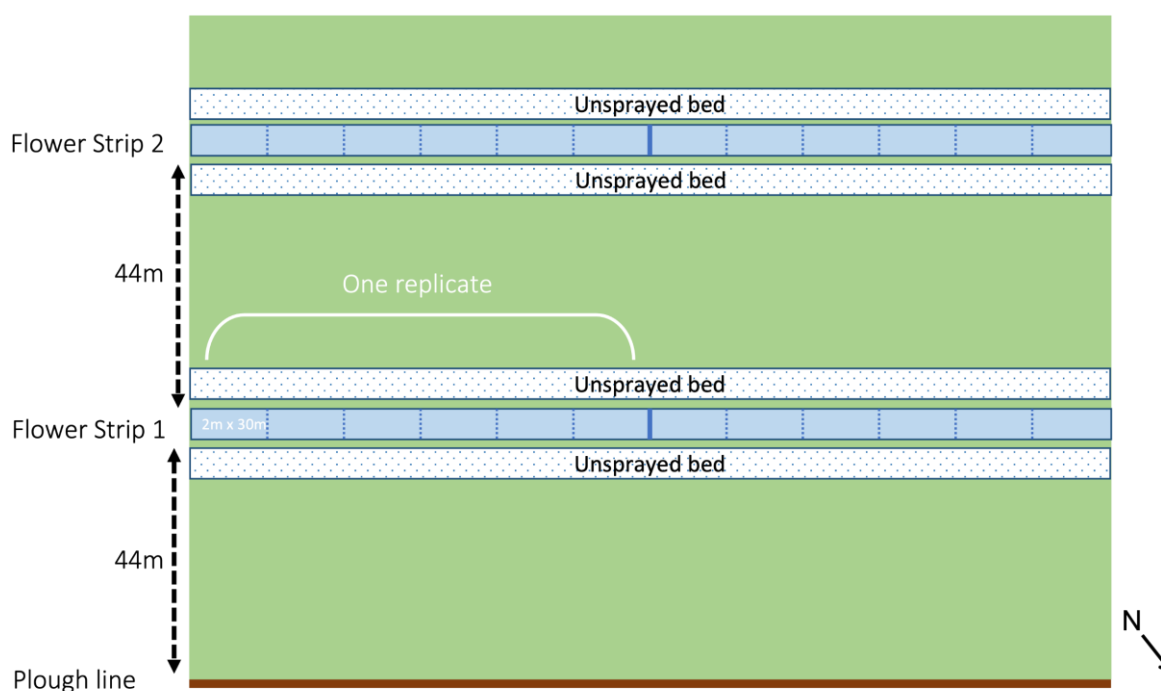 Unsprayed bed
Flower Strip 2
Unsprayed bed
44m
One replicate
Unsprayed bed
2m x 30m
Flower Strip 1
Unsprayed bed
44m
N
Plough line